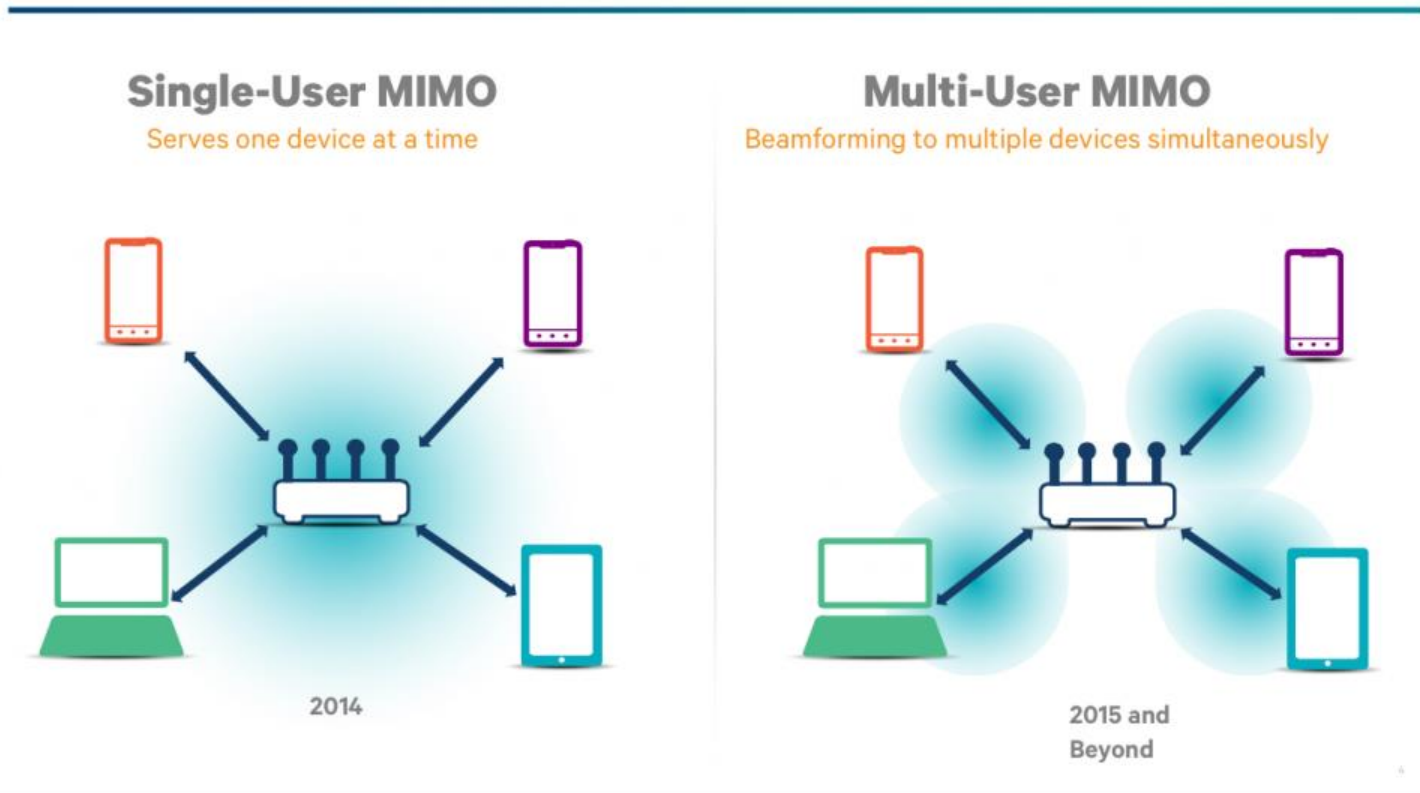 Single-User MIMO
Serves one device at a time
2014
Multi-User MIMO
Beamforming to multiple devices simultaneously
2015 and
Beyond